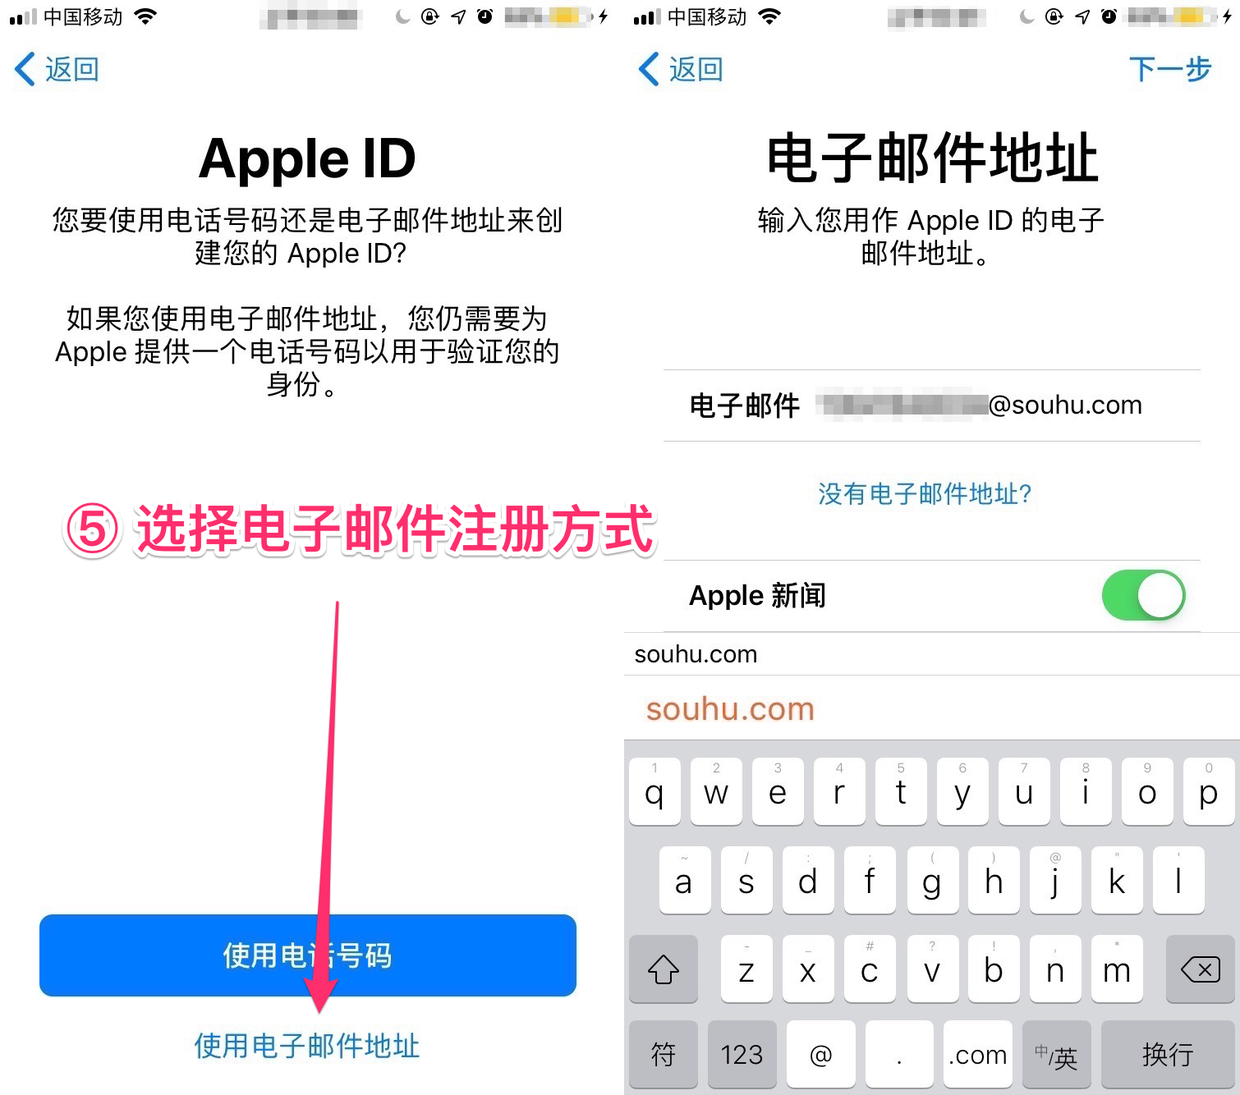 中国移动
返回
Apple ID
您要使用电话号码还是电子邮件地址来创
建您的 Apple ID?
如果您使用电子邮件地址，您仍需要为
Apple 提供一个电话号码以用于验证您的
身份。
⑤ 选择电子邮件注册方式
使用电话号码
使用电子邮件地址
中国移动
返回
下一步
电子邮件地址
输入您用作 Apple ID 的电子
邮件地址。
电子邮件 @souhu.com
没有电子邮件地址?
Apple 新闻
souhu.com
souhu.com
1 2 3 4 5 6 7 8 9 0
q w e r t y u i o p
~ / : ; ( ) @ " '
a s d f g h j k l
- _ # ? ! , *
z x c v b n m
符 123 @ . .com 中/英 换行